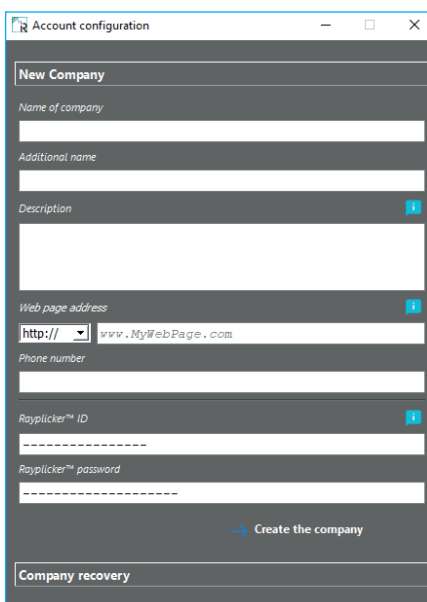 Account configuration
New Company
Name of company
Additional name
Description
Web page address
http:// www.MyWebPage.com
Phone number
Rayplicker™ ID
----------------
Rayplicker™ password
--------------------
Create the company
Company recovery